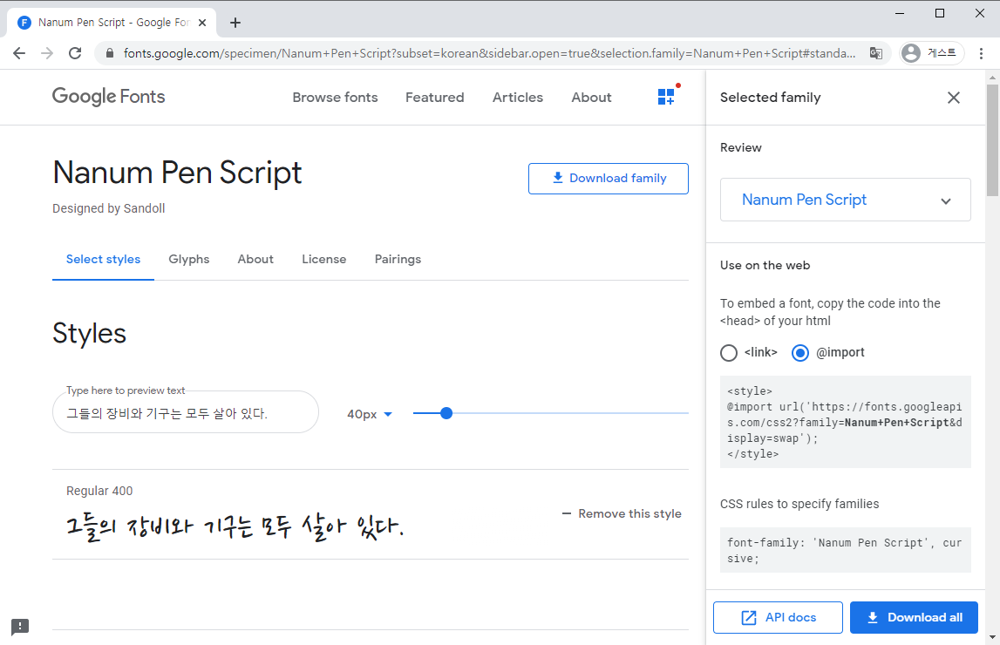 Nanum Pen Script - Google Fon
fonts.google.com/specimen/Nanum+Pen+Script?subset=korean&sidebar.open=true&selection.family=Nanum+Pen+Script#standa...
게스트
Google Fonts
Browse fonts
Featured
Articles
About
Nanum Pen Script
Download family
Designed by Sandoll
Select styles
Glyphs
About
License
Pairings
Styles
Type here to preview text
그들의 장비와 기구는 모두 살아 있다.
40px
Regular 400
그들의 장비와 기구는 모두 살아 있다.
Remove this style
Selected family
Review
Nanum Pen Script
Use on the web
To embed a font, copy the code into the
<head> of your html
<link>
@import
<style>
@import url('https://fonts.googleapi
s.com/css2?family=Nanum+Pen+Script&d
isplay=swap');
</style>
CSS rules to specify families
font-family: 'Nanum Pen Script', cur
sive;
API docs
Download all